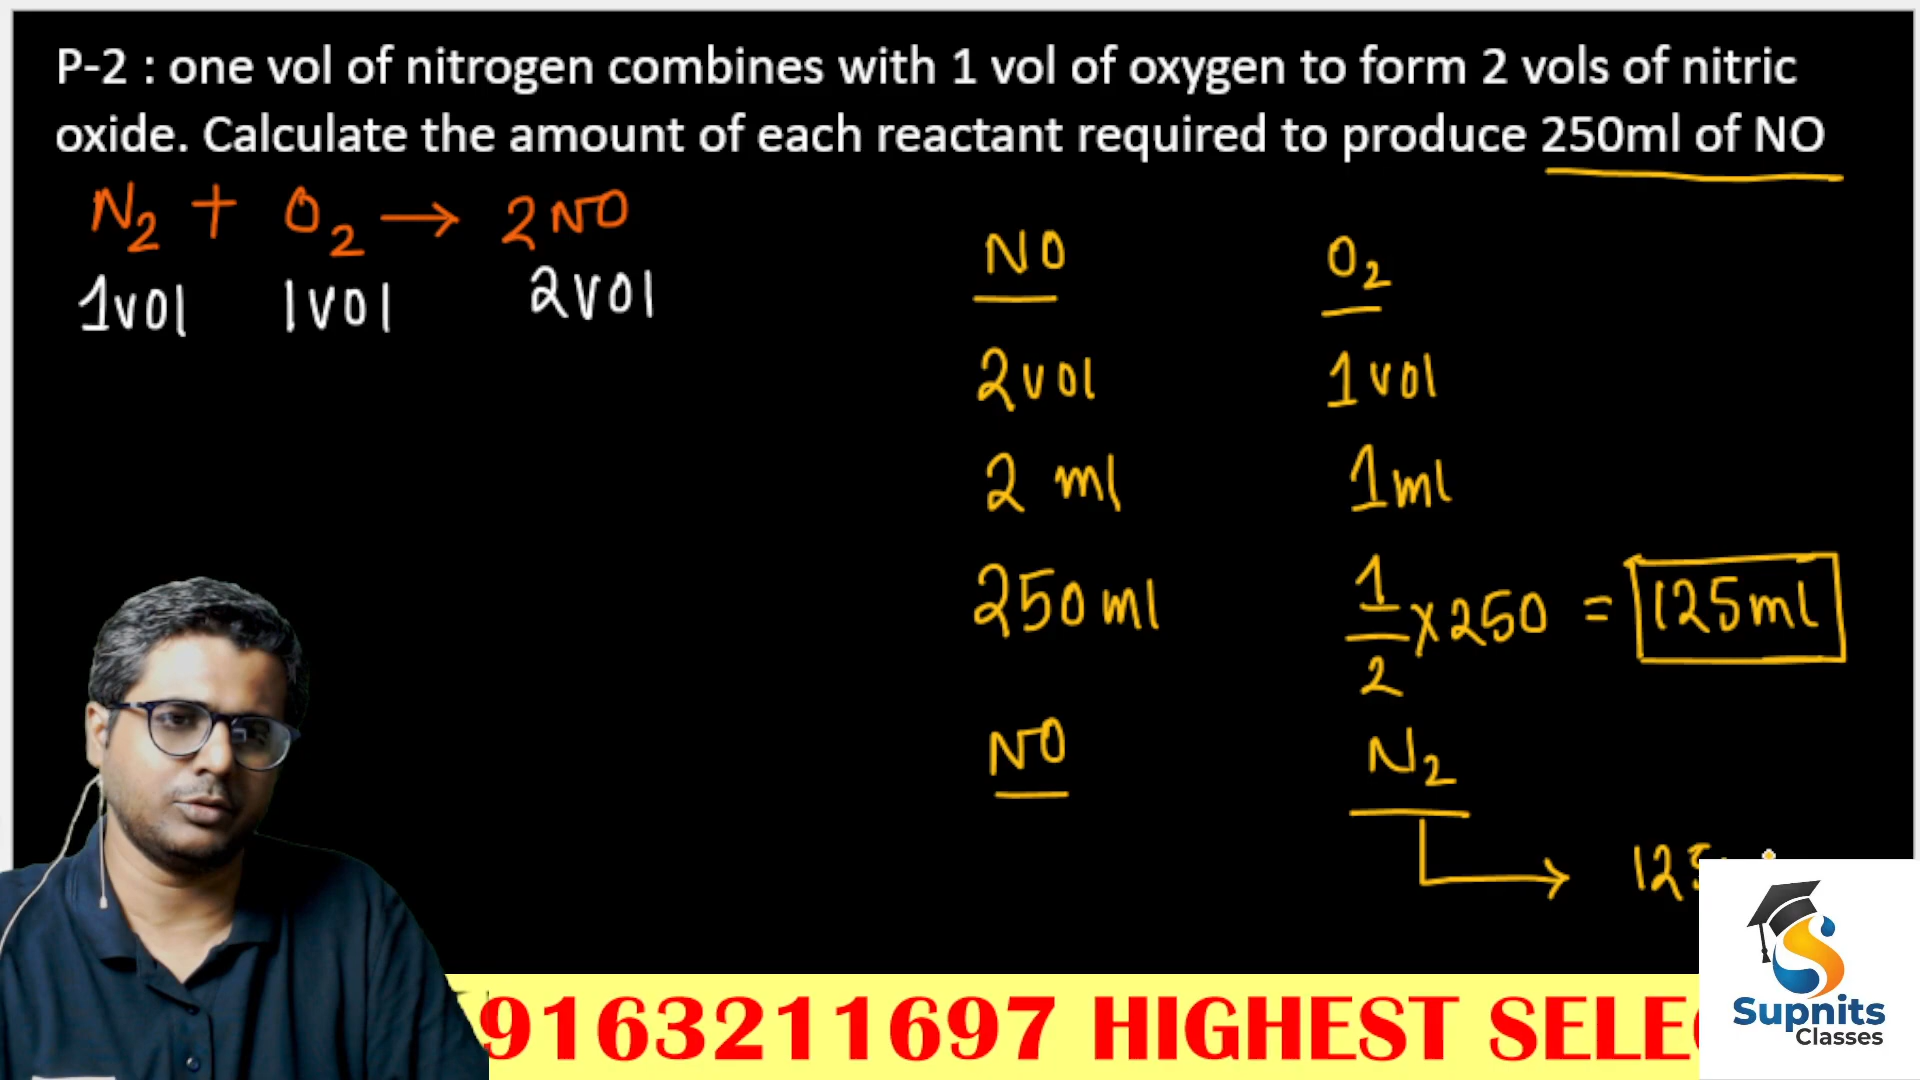 P-2 : one vol of nitrogen combines with 1 vol of oxygen to form 2 vols of nitric
oxide. Calculate the amount of each reactant required to produce 250ml of NO
N2 + O2 → 2NO
1vol 1vol 2vol
NO O2
2vol 1vol
2 ml 1ml
250ml 1/2 × 250 = 125ml
NO N2
9163211697 HIGHEST
Supnits
Classes